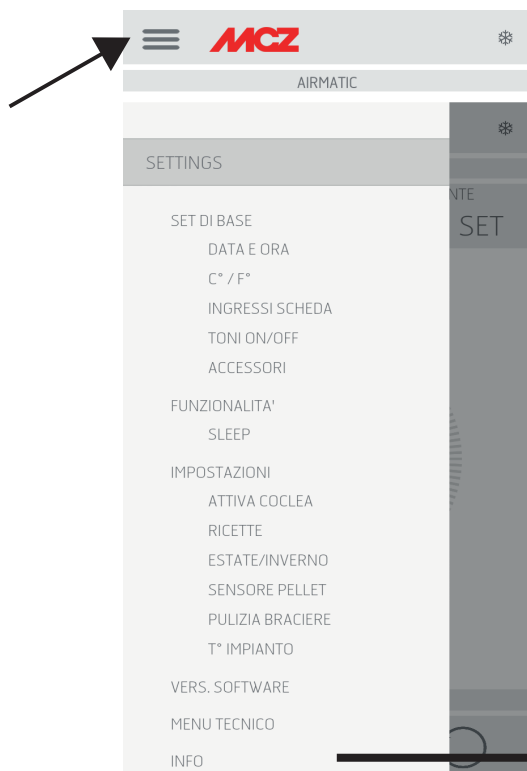 MCZ
AIRMATIC
SETTINGS
NTE
SET
SET DI BASE
DATA E ORA
C° / F°
INGRESSI SCHEDA
TONI ON/OFF
ACCESSORI
FUNZIONALITA'
SLEEP
IMPOSTAZIONI
ATTIVA COCLEA
RICETTE
ESTATE/INVERNO
SENSORE PELLET
PULIZIA BRACIERE
T° IMPIANTO
VERS. SOFTWARE
MENU TECNICO
INFO